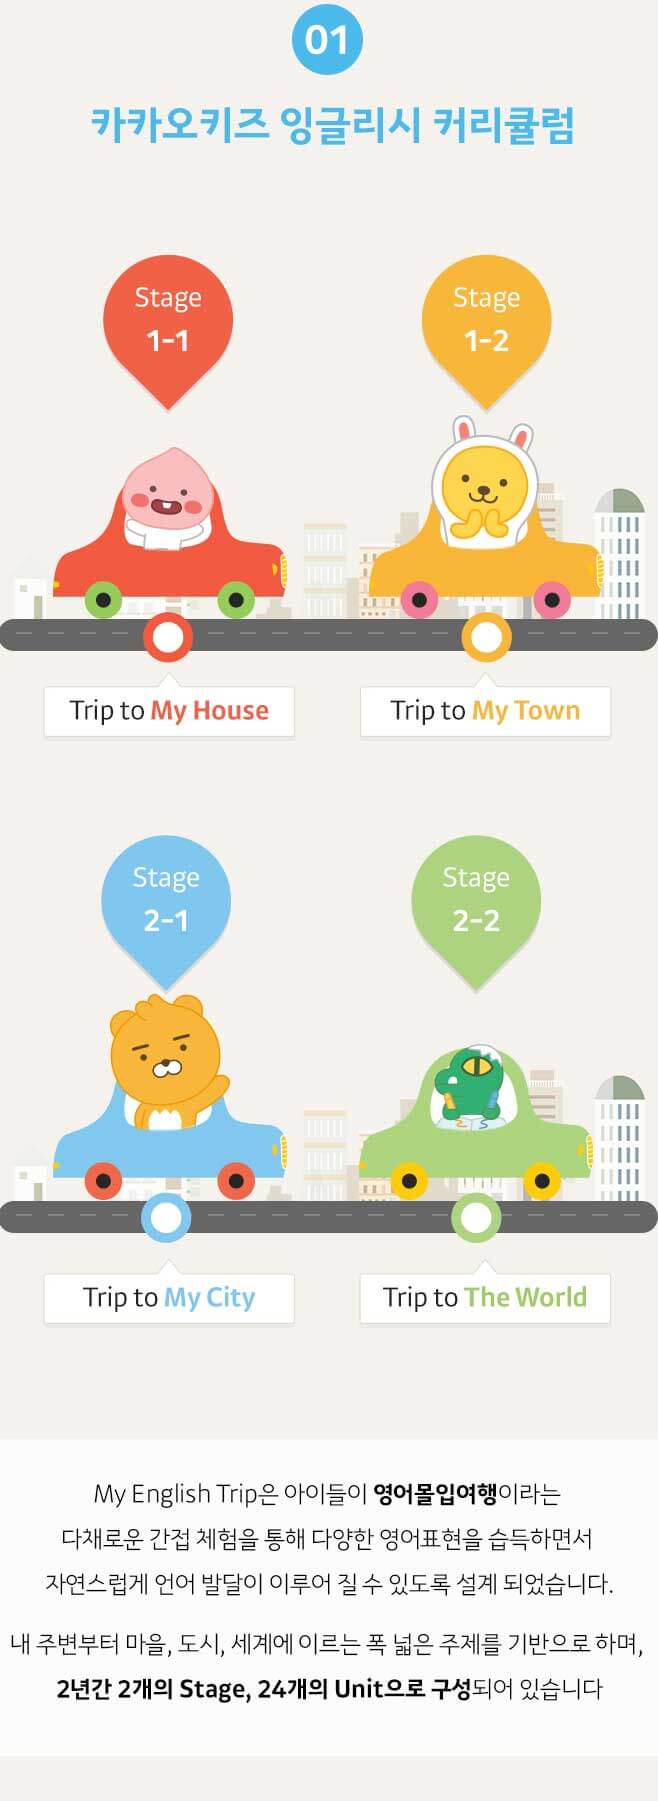 01
카카오키즈 잉글리시 커리큘럼
Stage
1-1
Stage
1-2
Trip to My House
Trip to My Town
Stage
2-1
Stage
2-2
Trip to My City
Trip to The World
My English Trip은 아이들이 영어몰입여행이라는
다채로운 간접 체험을 통해 다양한 영어표현을 습득하면서
자연스럽게 언어 발달이 이루어 질 수 있도록 설계 되었습니다.
내 주변부터 마을, 도시, 세계에 이르는 폭 넓은 주제를 기반으로 하며,
2년간 2개의 Stage, 24개의 Unit으로 구성되어 있습니다